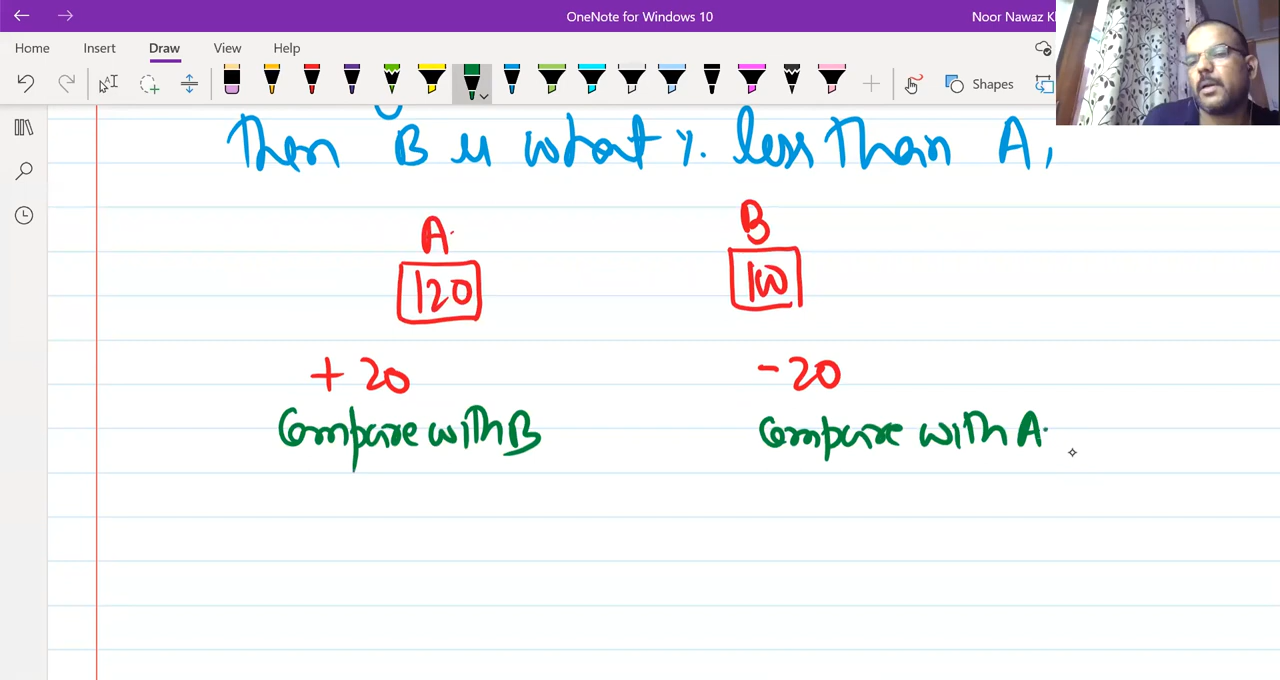 OneNote for Windows 10
Noor Nawaz Kh
Home Insert Draw View Help
Shapes
Then B is what %. less than A,
A. B
120 100
+ 20 - 20
Compare with B Compare with A.